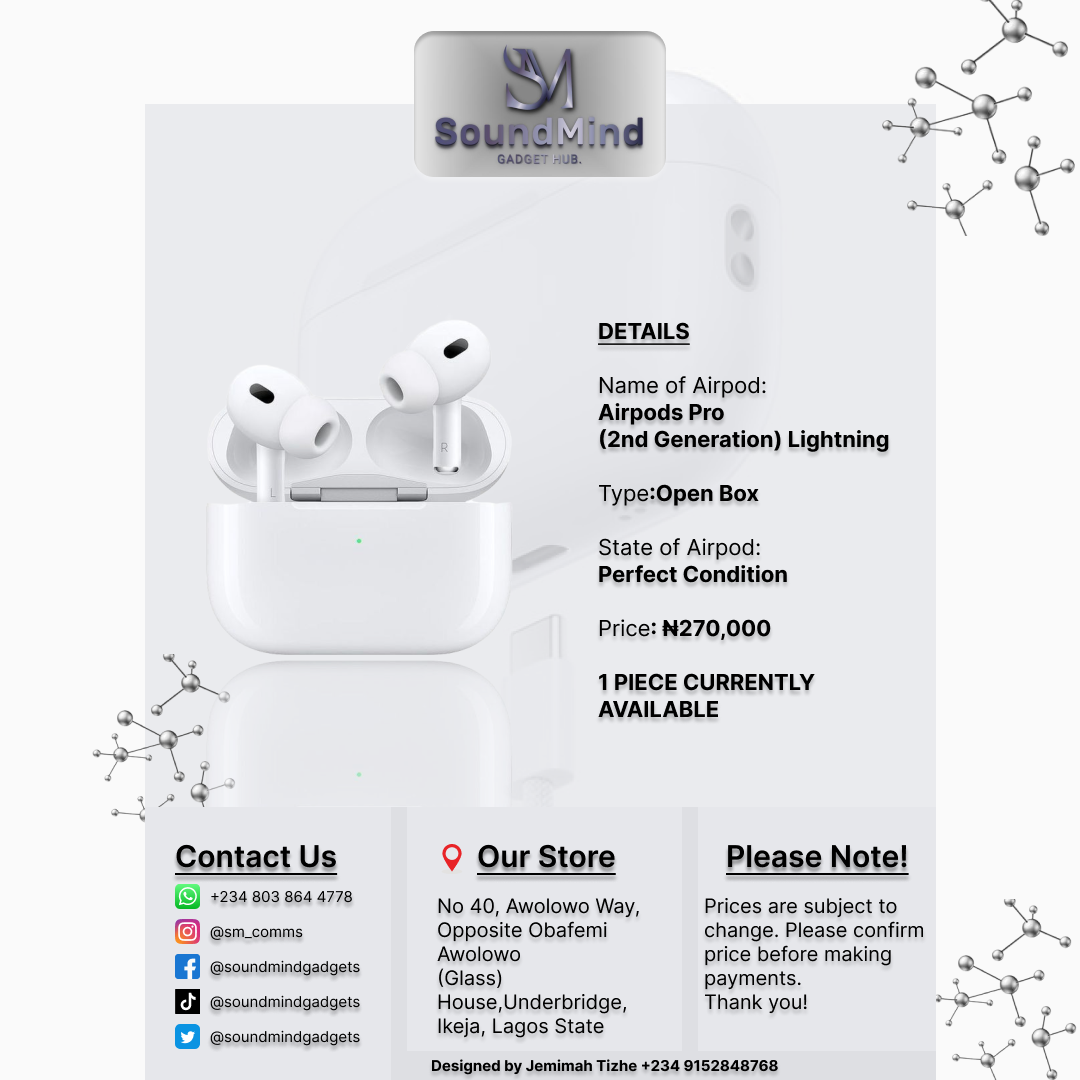 SM
SoundMind
GADGET HUB.
DETAILS
Name of Airpod:
Airpods Pro
(2nd Generation) Lightning
Type:Open Box
State of Airpod:
Perfect Condition
Price: ₦270,000
1 PIECE CURRENTLY
AVAILABLE
L
R
Contact Us
+234 803 864 4778
@sm_comms
@soundmindgadgets
@soundmindgadgets
@soundmindgadgets
Our Store
No 40, Awolowo Way,
Opposite Obafemi
Awolowo
(Glass)
House,Underbridge,
Ikeja, Lagos State
Please Note!
Prices are subject to
change. Please confirm
price before making
payments.
Thank you!
Designed by Jemimah Tizhe +234 9152848768